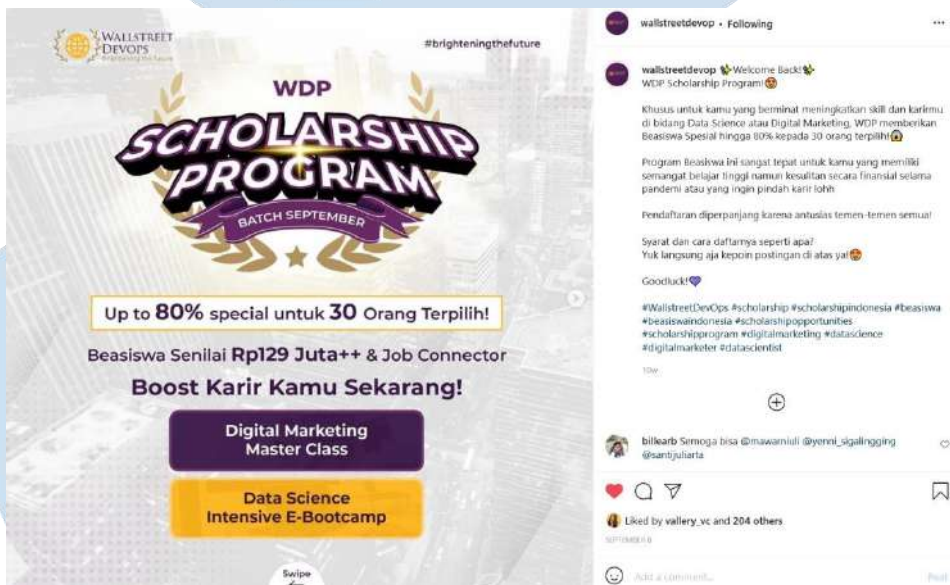 WALLSTREET
DEVOPS
Brightening the future
#brighteningthefuture
WDP
SCHOLARSHIP
PROGRAM
BATCH SEPTEMBER
Up to 80% special untuk 30 Orang Terpilih!
Beasiswa Senilai Rp129 Juta++ & Job Connector
Boost Karir Kamu Sekarang!
Digital Marketing
Master Class
Data Science
Intensive E-Bootcamp
Swipe
wallstreetdevop • Following
wallstreetdevop Welcome Back!
WDP Scholarship Program!😍
Khusus untuk kamu yang berminat meningkatkan skill dan karirmu
di bidang Data Science atau Digital Marketing, WDP memberikan
Beasiswa Spesial hingga 80% kepada 30 orang terpilih!😱
Program Beasiswa ini sangat tepat untuk kamu yang memiliki
semangat belajar tinggi namun kesulitan secara finansial selama
pandemi atau yang ingin pindah karir lohh
Pendaftaran diperpanjang karena antusias temen-temen semua!
Syarat dan cara daftarnya seperti apa?
Yuk langsung aja kepoin postingan di atas ya!😍
Goodluck!💜
#WallstreetDevOps #scholarship #scholarshipindonesia #beasiswa
#beasiswaindonesia #scholarshipopportunities
#scholarshipprogram #digitalmarketing #datascience
#digitalmarketer #datascientist
10w
billearb Semoga bisa @mawarniuli @yenni_sigalingging
@santijuliarta
Liked by vallery_vc and 204 others
SEPTEMBER 6
Add a comment...
Post